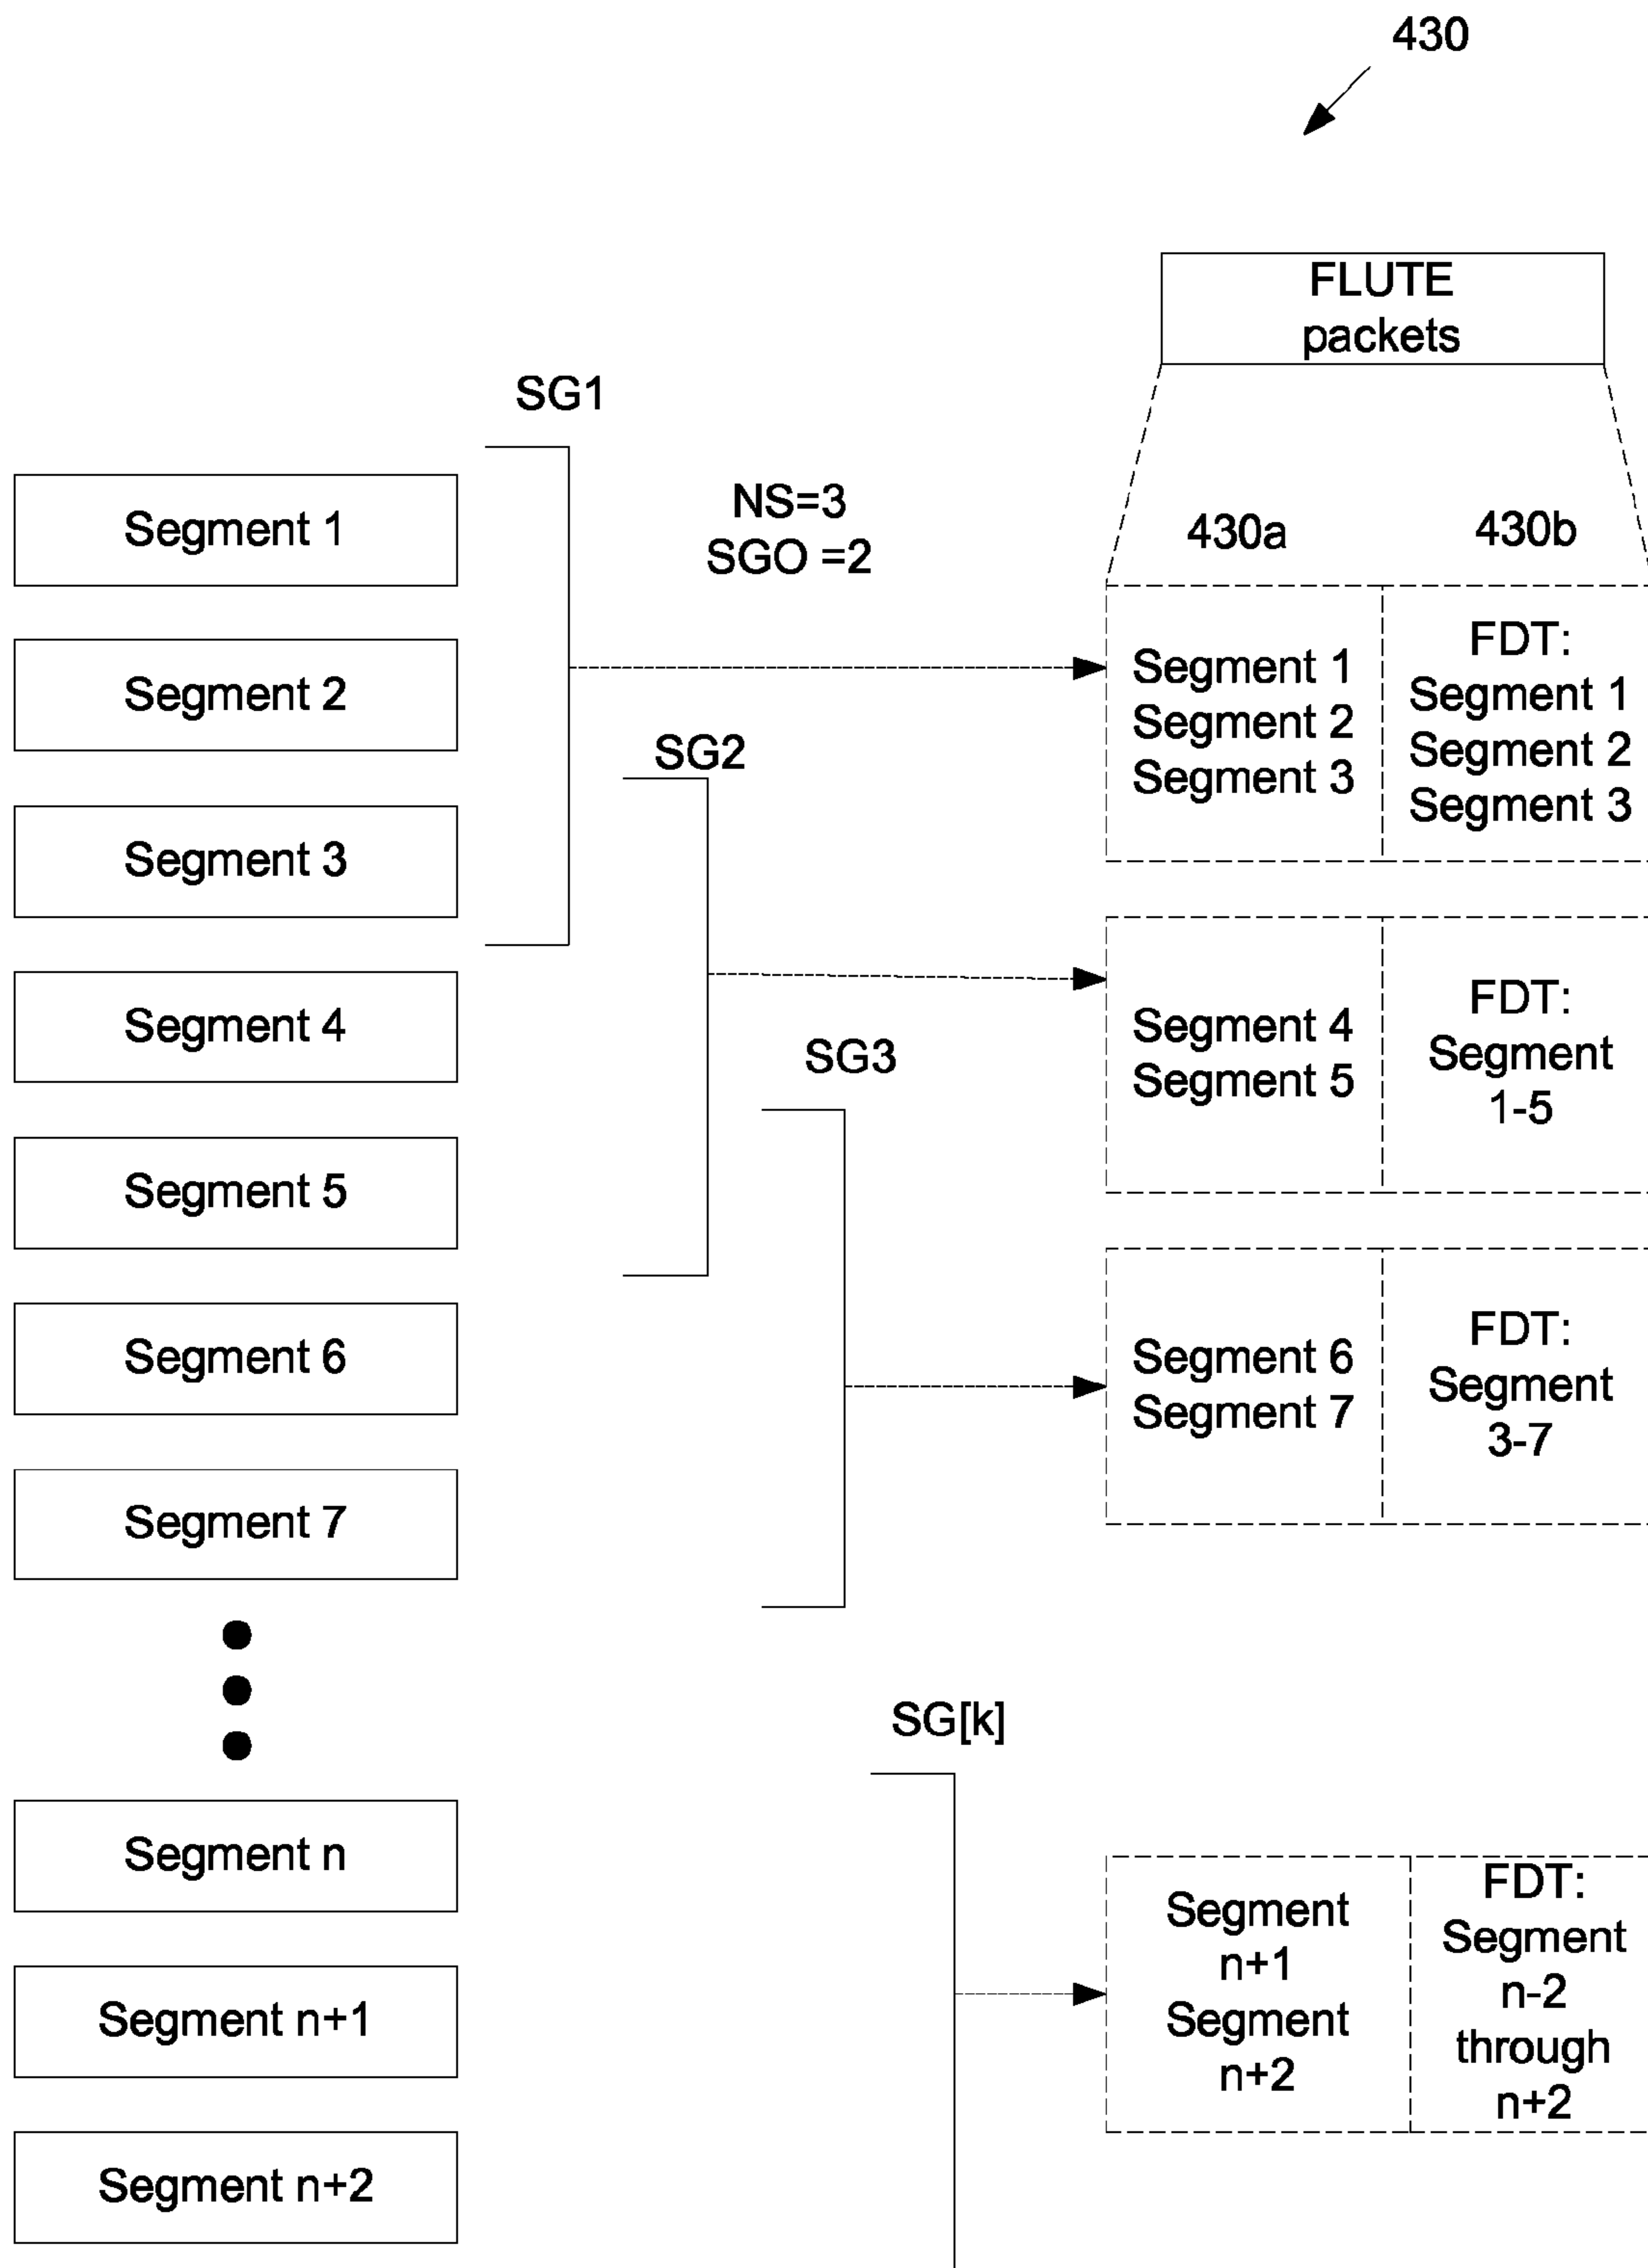 430
FLUTE
packets
SG1
NS=3
SGO =2
430a
430b
Segment 1
Segment 2
Segment 3
Segment 4
Segment 5
Segment 6
Segment 7
Segment n
Segment n+1
Segment n+2
SG2
SG3
SG[k]
Segment 1
Segment 2
Segment 3
FDT:
Segment 1
Segment 2
Segment 3
Segment 4
Segment 5
FDT:
Segment
1-5
Segment 6
Segment 7
FDT:
Segment
3-7
Segment
n+1
Segment
n+2
FDT:
Segment
n-2
through
n+2